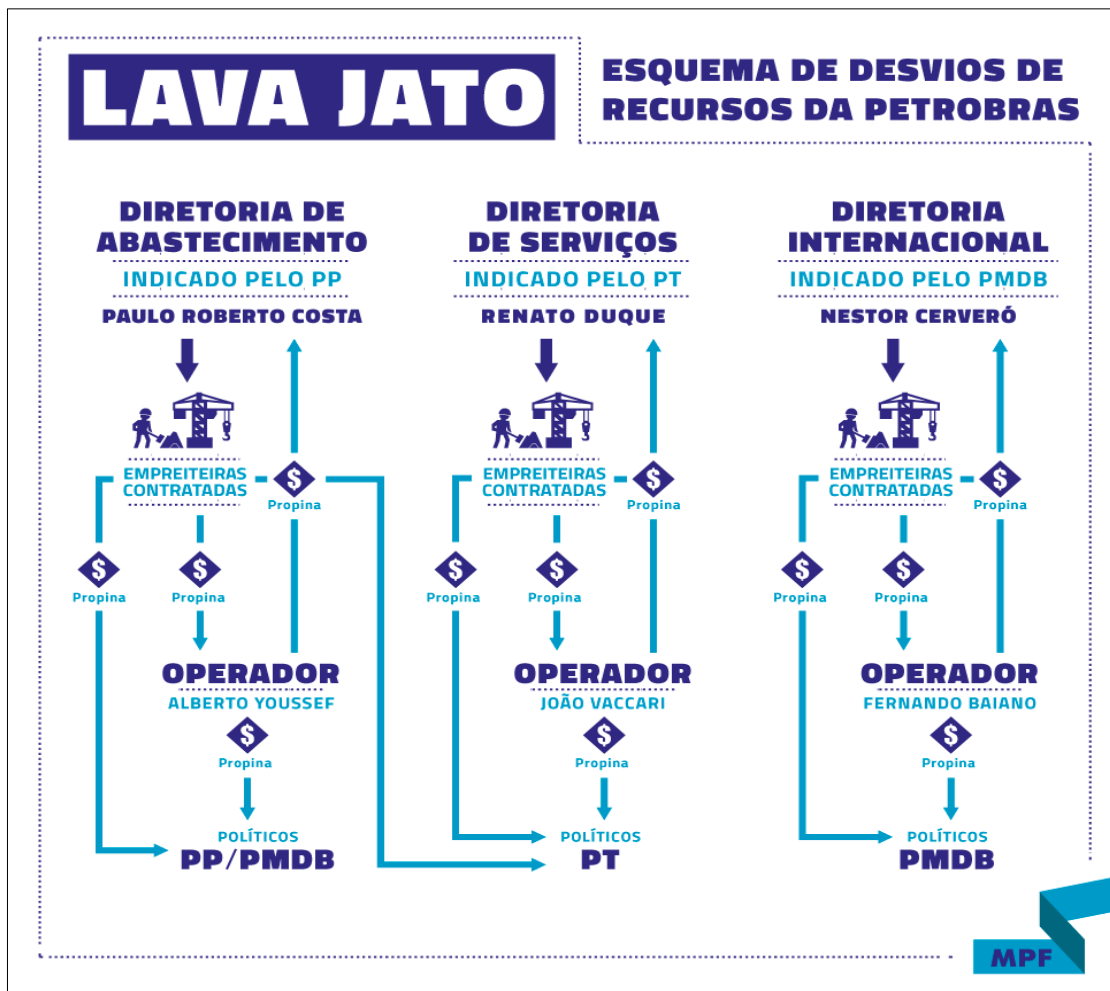 LAVA JATO
ESQUEMA DE DESVIOS DE
RECURSOS DA PETROBRAS
DIRETORIA DE
ABASTECIMENTO
INDICADO PELO PP
PAULO ROBERTO COSTA
EMPREITEIRAS
CONTRATADAS
$
Propina
$
Propina
$
Propina
OPERADOR
ALBERTO YOUSSEF
$
Propina
POLÍTICOS
PP/PMDB
DIRETORIA
DE SERVIÇOS
INDICADO PELO PT
RENATO DUQUE
EMPREITEIRAS
CONTRATADAS
$
Propina
$
Propina
$
Propina
OPERADOR
JOÃO VACCARI
$
Propina
POLÍTICOS
PT
DIRETORIA
INTERNACIONAL
INDICADO PELO PMDB
NESTOR CERVERÓ
EMPREITEIRAS
CONTRATADAS
$
Propina
$
Propina
$
Propina
OPERADOR
FERNANDO BAIANO
$
Propina
POLÍTICOS
PMDB
MPF